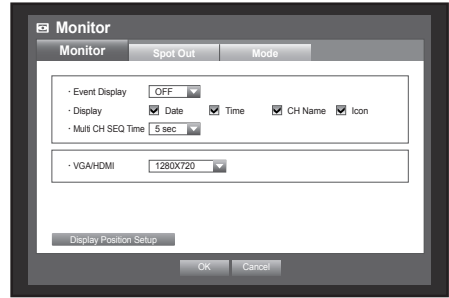 Monitor
Monitor Spot Out Mode
· Event Display OFF
· Display Date Time CH Name Icon
· Multi CH SEQ Time 5 sec
· VGA/HDMI 1280X720
Display Position Setup
OK Cancel